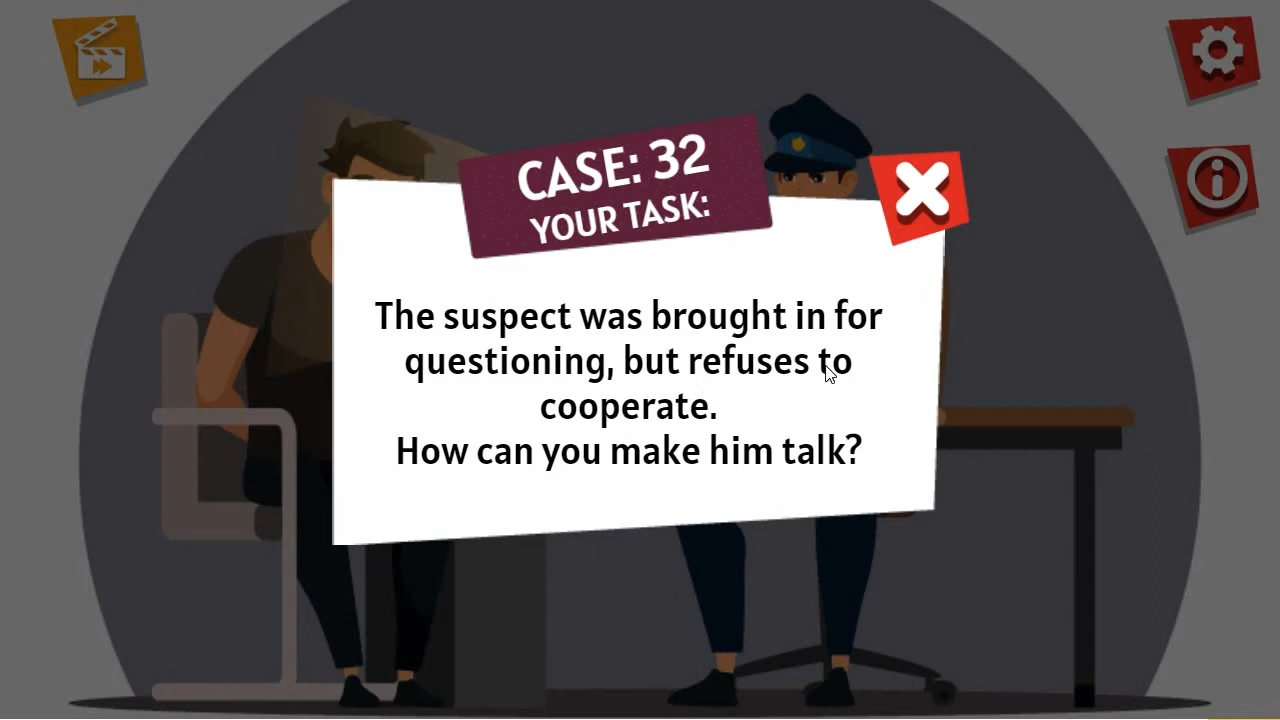 CASE: 32
YOUR TASK:
The suspect was brought in for
questioning, but refuses to
cooperate.
How can you make him talk?